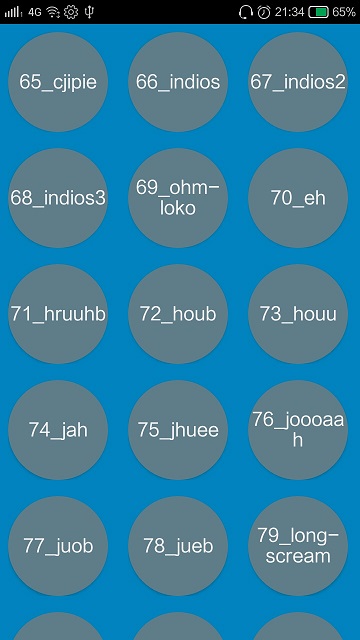 4G 21:34 65%
65_cjipie 66_indios 67_indios2
68_indios3 69_ohm-
loko 70_eh
71_hruuhb 72_houb 73_houu
74_jah 75_jhuee 76_joooaa
h
77_juob 78_jueb 79_long-
scream